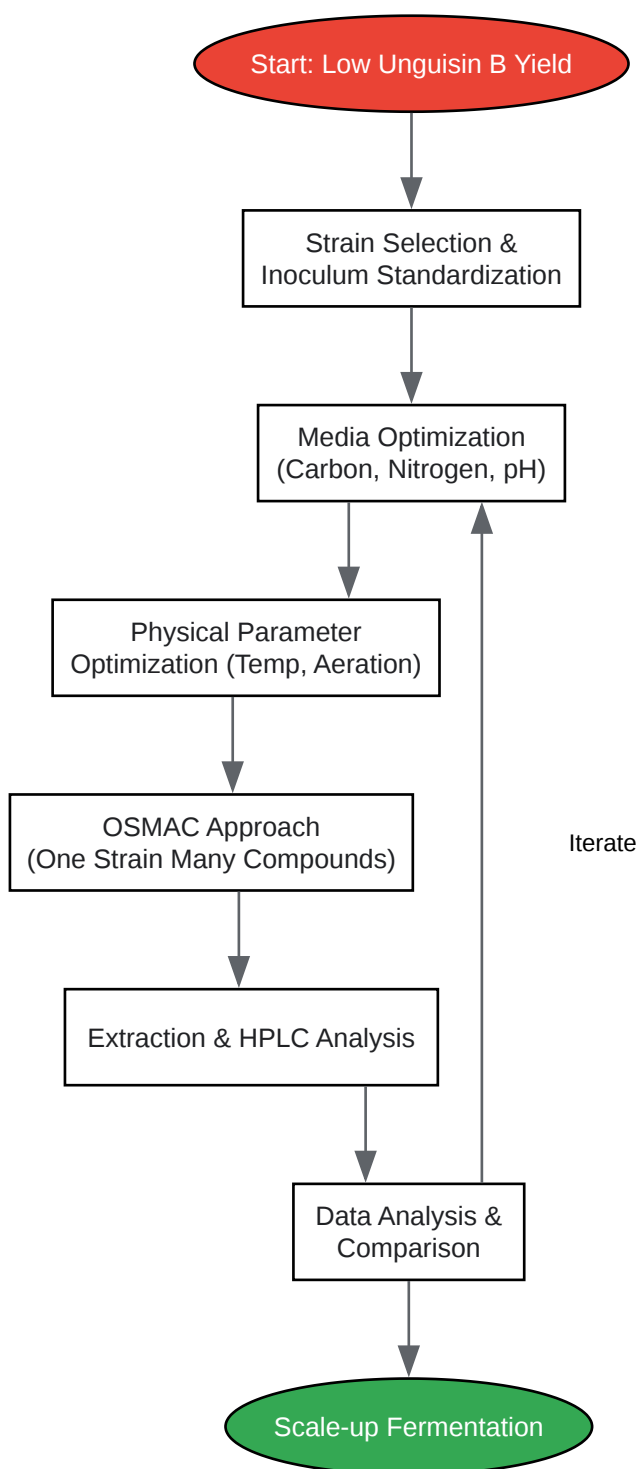 Start: Low Unguisin B Yield
Strain Selection &
Inoculum Standardization
Media Optimization
(Carbon, Nitrogen, pH)
Physical Parameter
Optimization (Temp, Aeration)
OSMAC Approach
(One Strain Many Compounds)
Iterate
Extraction & HPLC Analysis
Data Analysis &
Comparison
Scale-up Fermentation